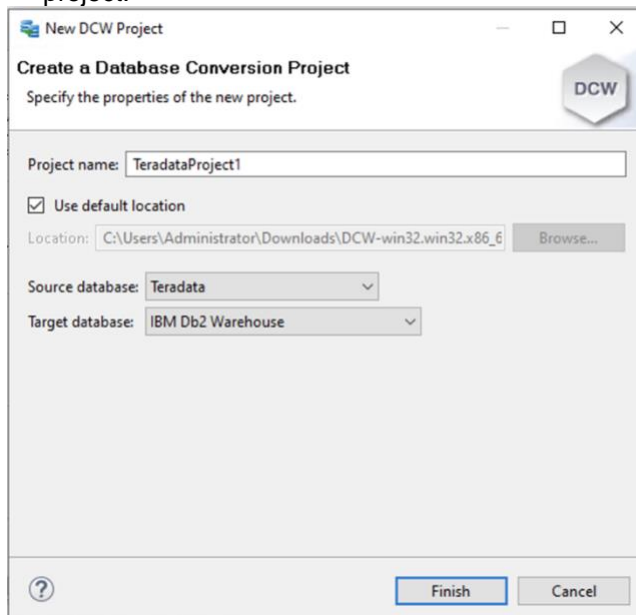 project.
New DCW Project
Create a Database Conversion Project
Specify the properties of the new project.
DCW
Project name: TeradataProject1
Use default location
Location: C:\Users\Administrator\Downloads\DCW-win32.win32.x86_6 Browse...
Source database: Teradata
Target database: IBM Db2 Warehouse
? Finish Cancel